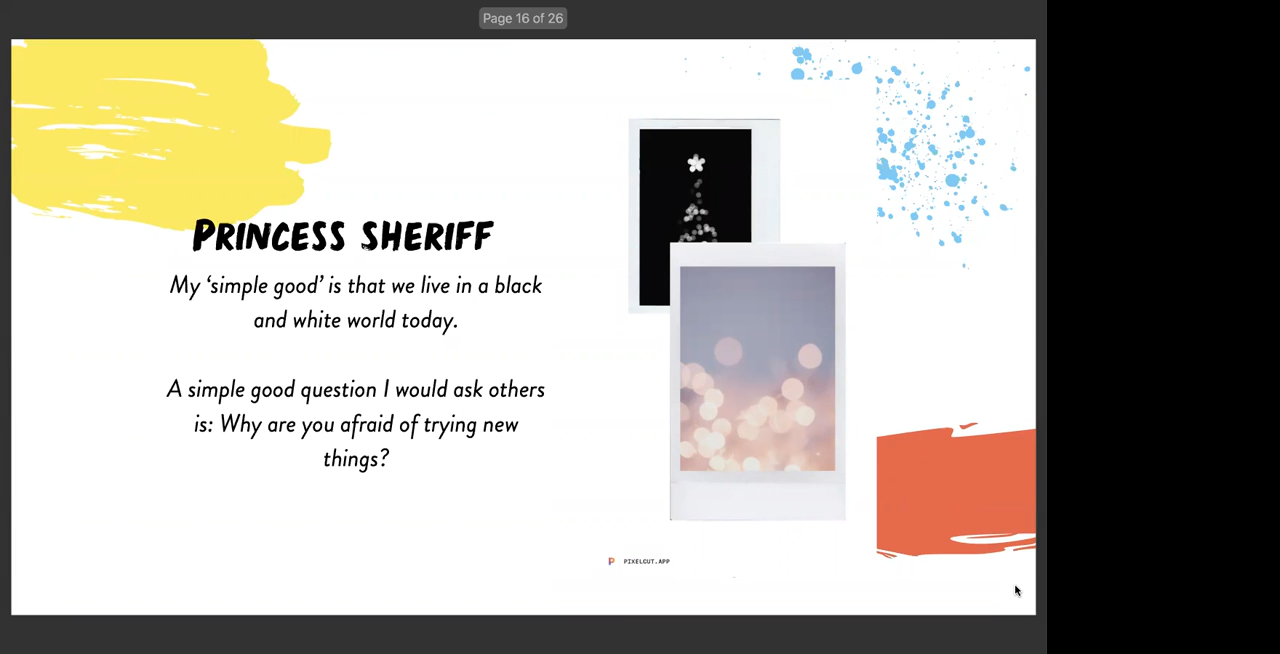 Page 16 of 26
PRINCESS SHERIFF
My ‘simple good’ is that we live in a black
and white world today.
A simple good question I would ask others
is: Why are you afraid of trying new
things?
P PIXELCUT.APP